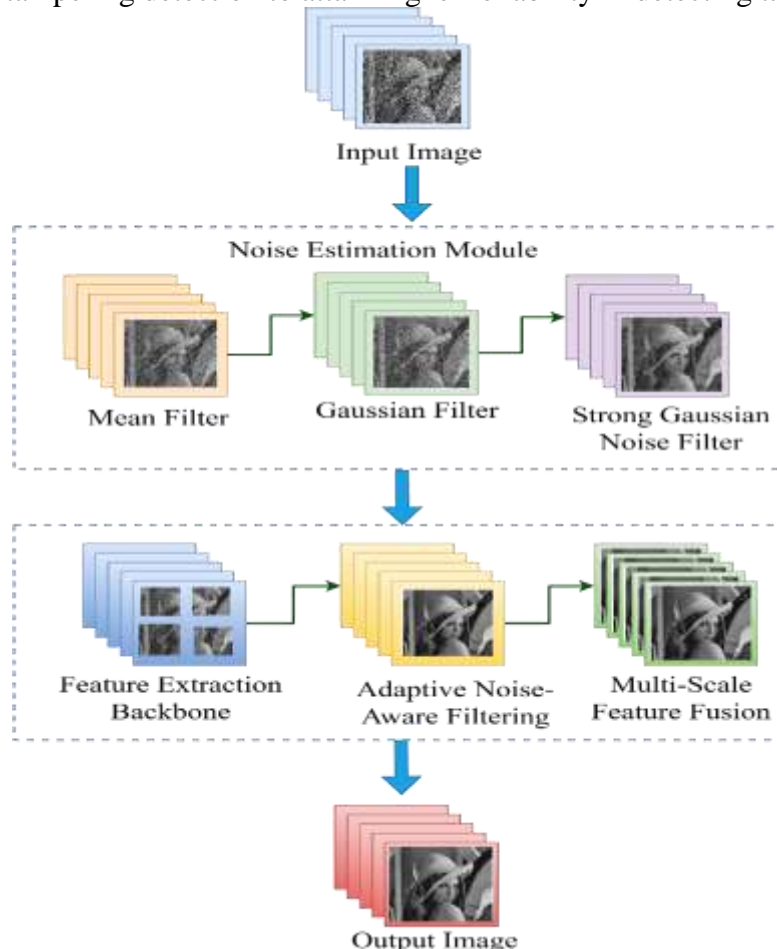 Input Image
Noise Estimation Module
Mean Filter
Gaussian Filter
Strong Gaussian
Noise Filter
Feature Extraction
Backbone
Adaptive Noise-
Aware Filtering
Multi-Scale
Feature Fusion
Output Image